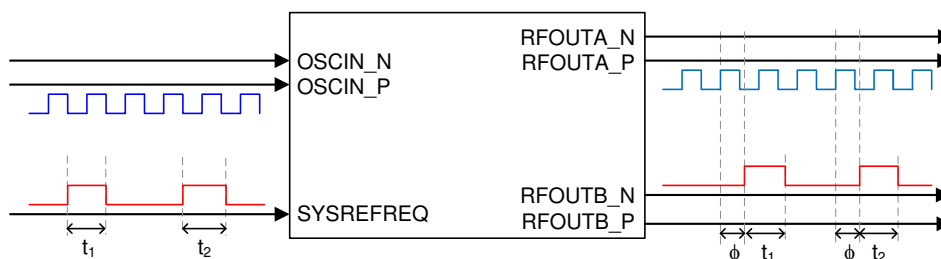 RFOUTA_N
OSCIN_N
RFOUTA_P
OSCIN_P
RFOUTB_N
SYSREFREQ
RFOUTB_P
t1
t2
ϕ
t1
ϕ
t2